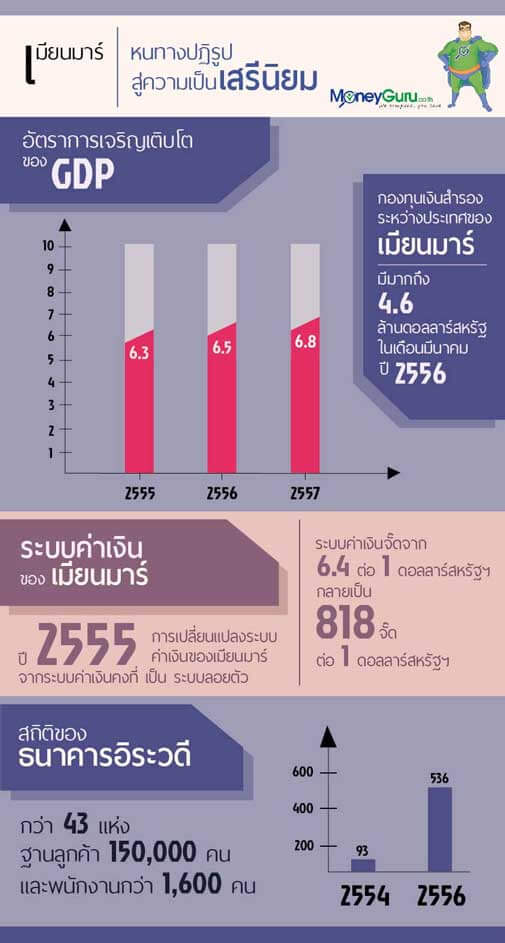 เมียนมาร์
หนทางปฏิรูป
สู่ความเป็นเสรีนิยม
MoneyGuru.co.th
อัตราการเจริญเติบโต
ของ GDP
กองทุนเงินสำรอง
ระหว่างประเทศของ
เมียนมาร์
มีมากถึง
4.6
ล้านดอลลาร์สหรัฐ
ในเดือนมีนาคม
ปี 2556
10
9
8
7
6
5
4
3
2
1
6.3
6.5
6.8
2555
2556
2557
ระบบค่าเงิน
ของ เมียนมาร์
ปี 2555 การเปลี่ยนแปลงระบบ
ค่าเงินของเมียนมาร์
จากระบบค่าเงินคงที่ เป็น ระบบลอยตัว
ระบบค่าเงินจั๊ตจาก
6.4 ต่อ 1 ดอลลาร์สหรัฐฯ
กลายเป็น
818 จั๊ต
ต่อ 1 ดอลลาร์สหรัฐฯ
สถิติของ
ธนาคารอิระวดี
กว่า 43 แห่ง
ฐานลูกค้า 150,000 คน
และพนักงานกว่า 1,600 คน
600
400
200
93
536
2554
2556